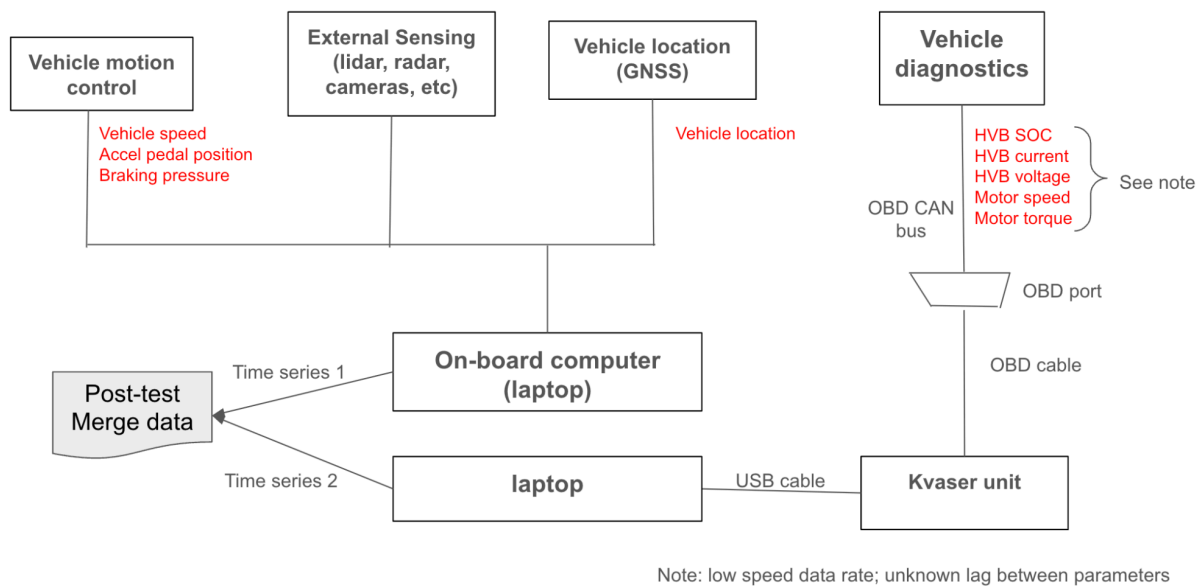 Vehicle motion
control
External Sensing
(lidar, radar,
cameras, etc)
Vehicle location
(GNSS)
Vehicle
diagnostics
Vehicle speed
Accel pedal position
Braking pressure
Vehicle location
HVB SOC
HVB current
HVB voltage
Motor speed
Motor torque
See note
OBD CAN
bus
OBD port
OBD cable
On-board computer
(laptop)
Time series 1
Post-test
Merge data
Time series 2
laptop
USB cable
Kvaser unit
Note: low speed data rate; unknown lag between parameters